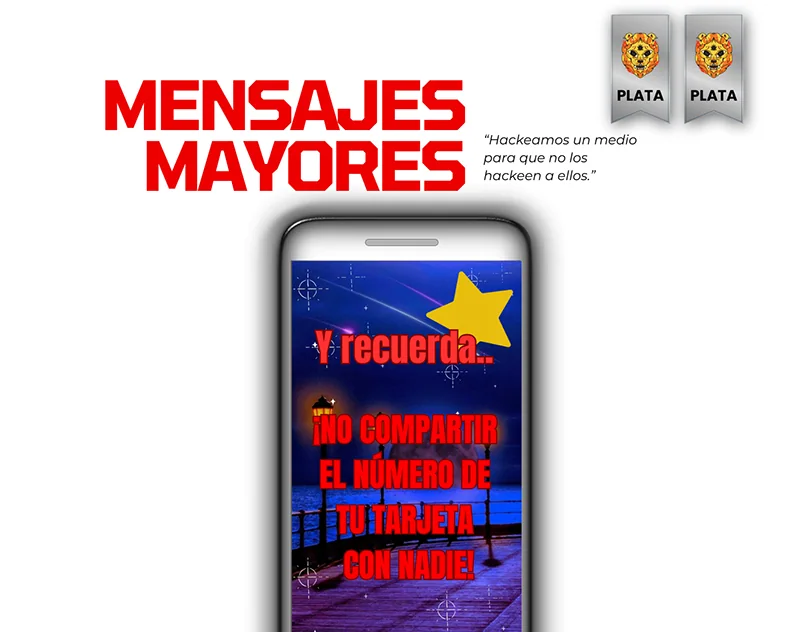 PLATA
PLATA
MENSAJES
MAYORES
“Hackeamos un medio
para que no los
hackeen a ellos.”
Y recuerda..
¡NO COMPARTIR
EL NÚMERO DE
TU TARJETA
CON NADIE!